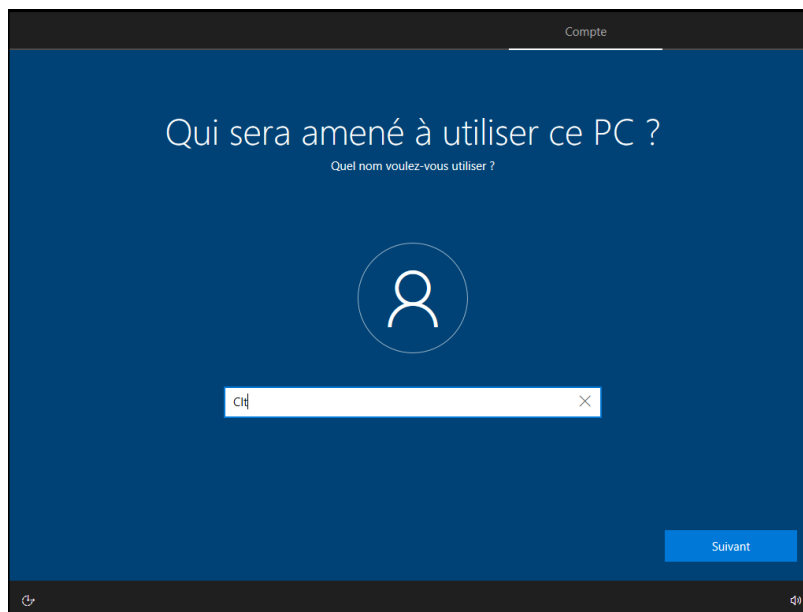 Compte
Qui sera amené à utiliser ce PC ?
Quel nom voulez-vous utiliser ?
Clt
Suivant